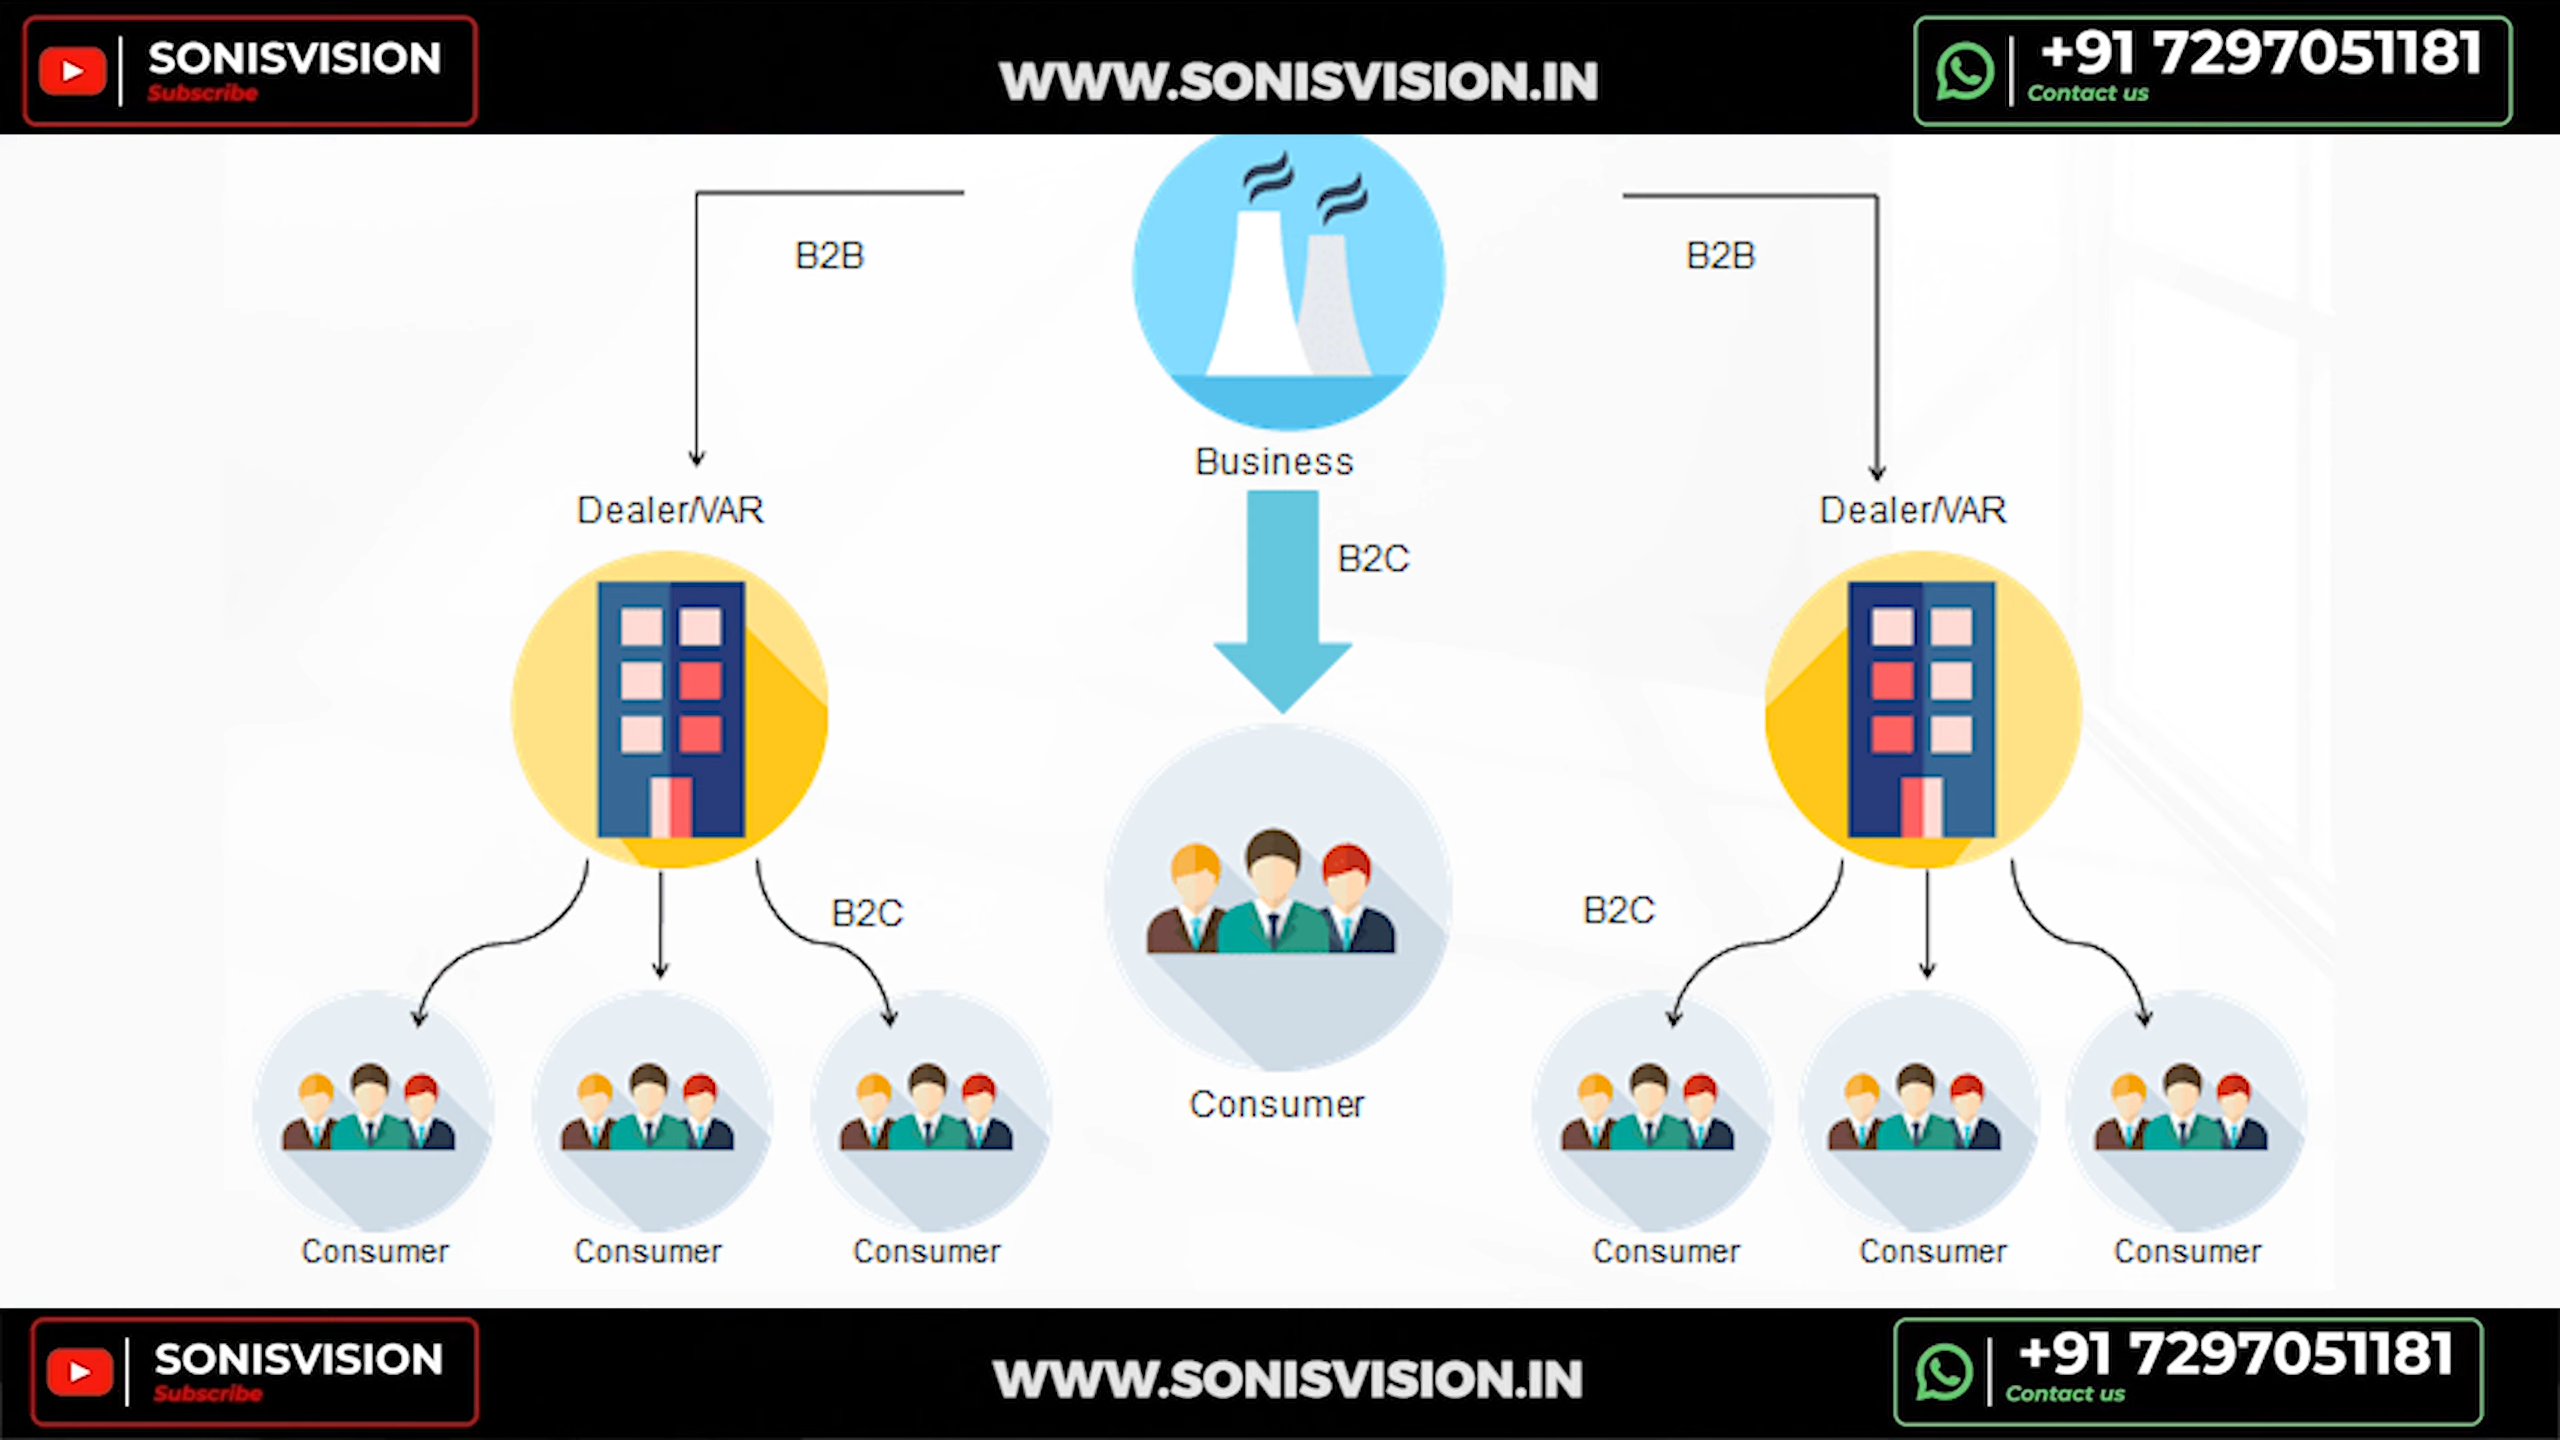 SONISVISION
Subscribe
WWW.SONISVISION.IN
+91 7297051181
Contact us
B2B
B2B
Business
Dealer/VAR
Dealer/VAR
B2C
B2C
B2C
Consumer
Consumer
Consumer
Consumer
Consumer
Consumer
Consumer
SONISVISION
Subscribe
WWW.SONISVISION.IN
+91 7297051181
Contact us